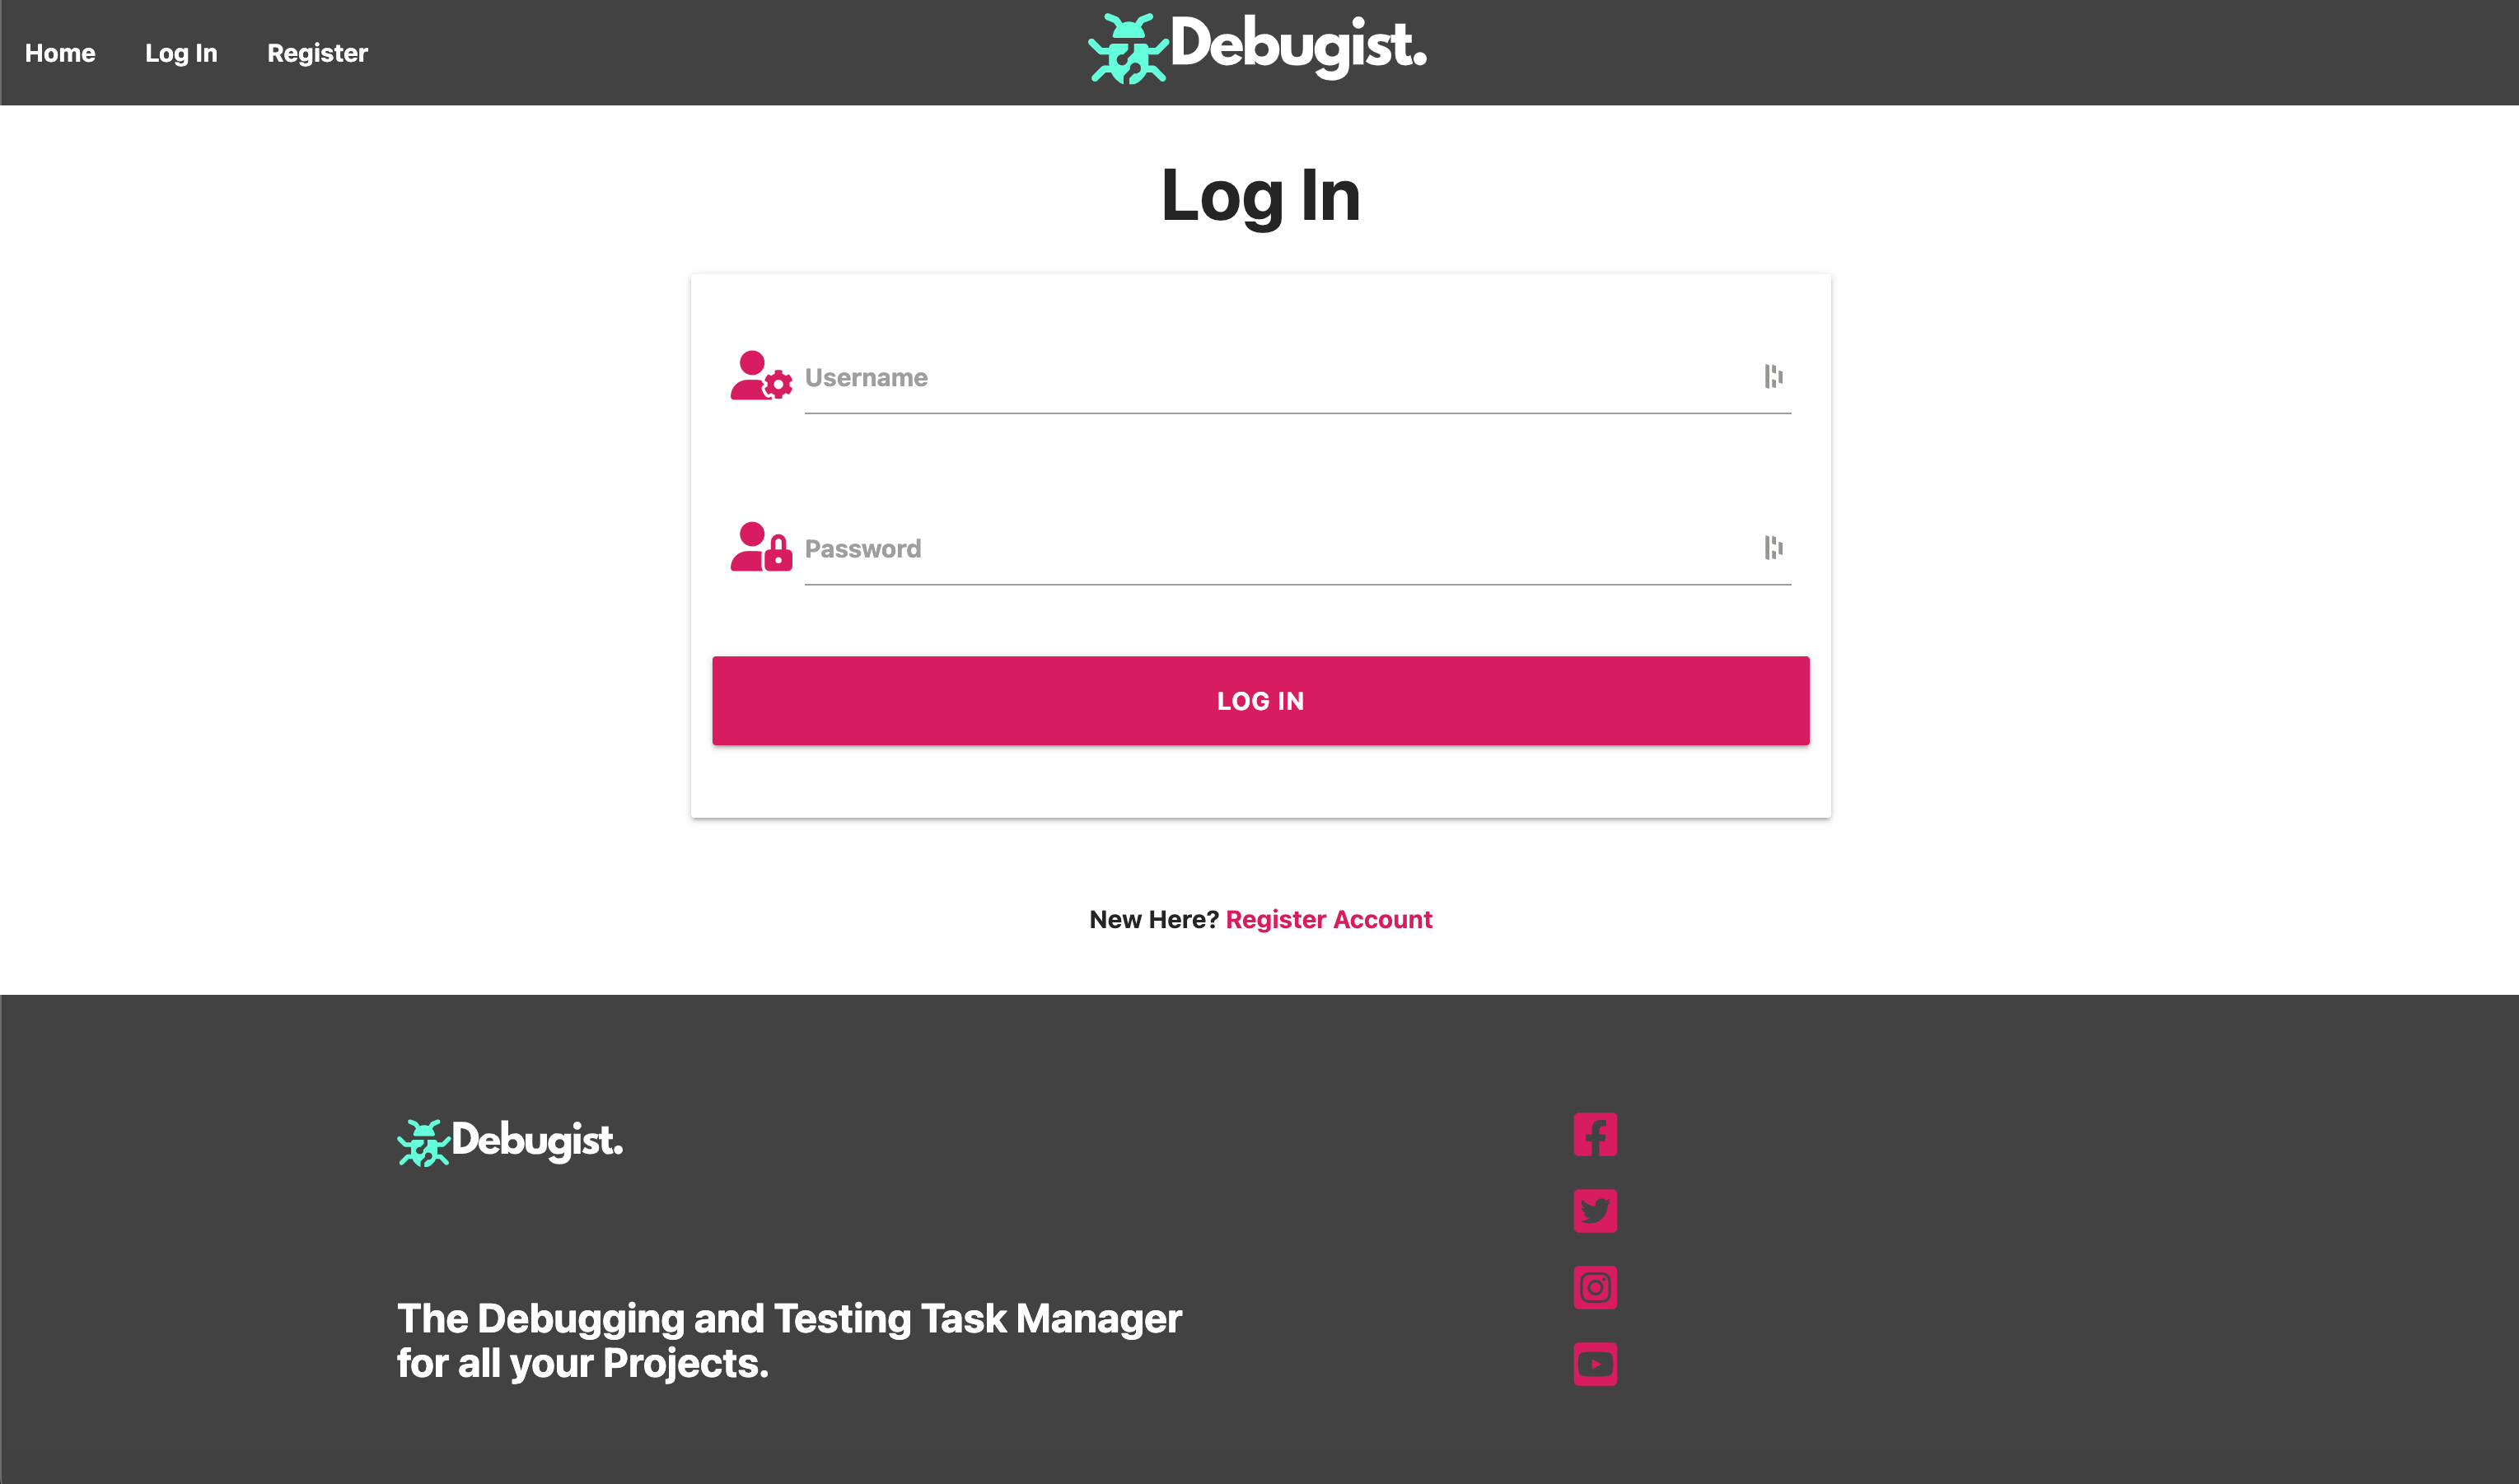 Home
Log In
Register
Debugist.
Log In
Username
Password
LOG IN
New Here? Register Account
Debugist.
The Debugging and Testing Task Manager
for all your Projects.